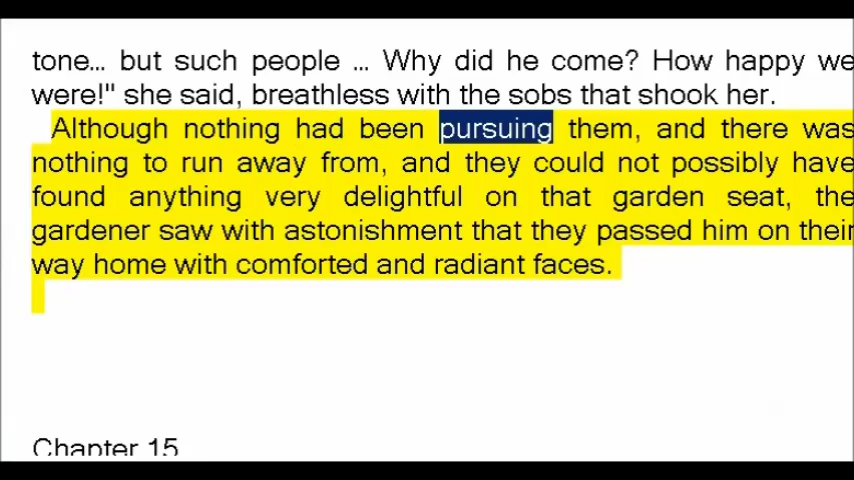 tone... but such people ... Why did he come? How happy we
were!" she said, breathless with the sobs that shook her.
Although nothing had been pursuing them, and there was
nothing to run away from, and they could not possibly have
found anything very delightful on that garden seat, the
gardener saw with astonishment that they passed him on their
way home with comforted and radiant faces.
Chapter 15